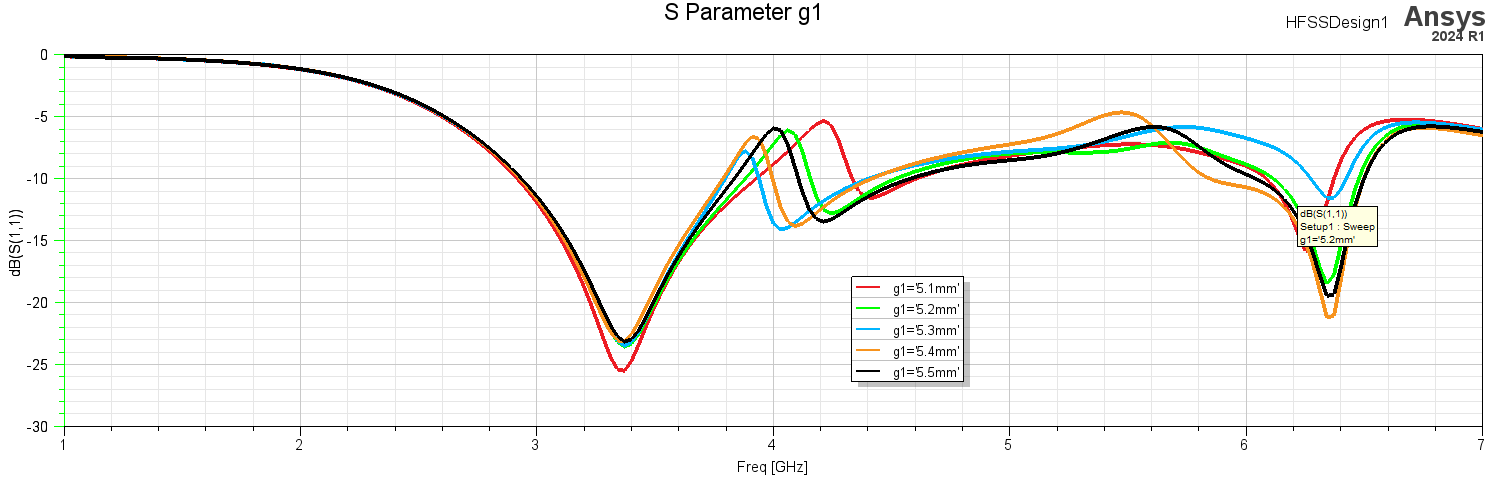 S Parameter g1
HFSSDesign1
Ansys
2024 R1
0
-5
-10
-15
-20
-25
-30
dB(S(1,1))
dB(S(1,1))
Setup1 : Sweep
g1='5.2mm'
g1='5.1mm'
g1='5.2mm'
g1='5.3mm'
g1='5.4mm'
g1='5.5mm'
1 2 3 4 5 6 7
Freq [GHz]